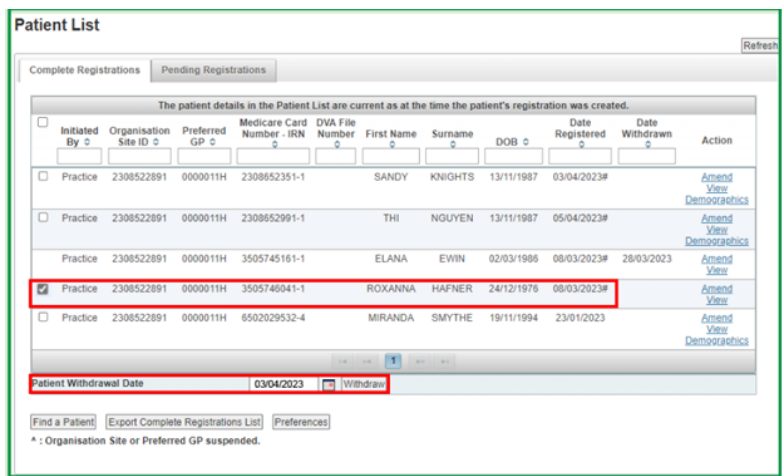 Patient List
Refresh
Complete Registrations Pending Registrations
The patient details in the Patient List are current as at the time the patient's registration was created.
Initiated By Organisation Site ID Preferred GP Medicare Card Number - IRN DVA File Number First Name Surname DOB Date Registered Date Withdrawn Action
Practice 2308522891 0000011H 2308652351-1 SANDY KNIGHTS 13/11/1987 03/04/2023# Amend
View
Demographics
Practice 2308522891 0000011H 2308652991-1 THI NGUYEN 13/11/1987 05/04/2023# Amend
View
Demographics
Practice 2308522891 0000011H 3505745161-1 ELANA EWIN 02/03/1986 08/03/2023# 28/03/2023 Amend
View
Practice 2308522891 0000011H 3505746041-1 ROXANNA HAFNER 24/12/1976 08/03/2023# Amend
View
Practice 2308522891 0000011H 6502029532-4 MIRANDA SMYTHE 19/11/1994 23/01/2023 Amend
View
Demographics
1
Patient Withdrawal Date 03/04/2023 Withdraw
Find a Patient Export Complete Registrations List Preferences
^ : Organisation Site or Preferred GP suspended.